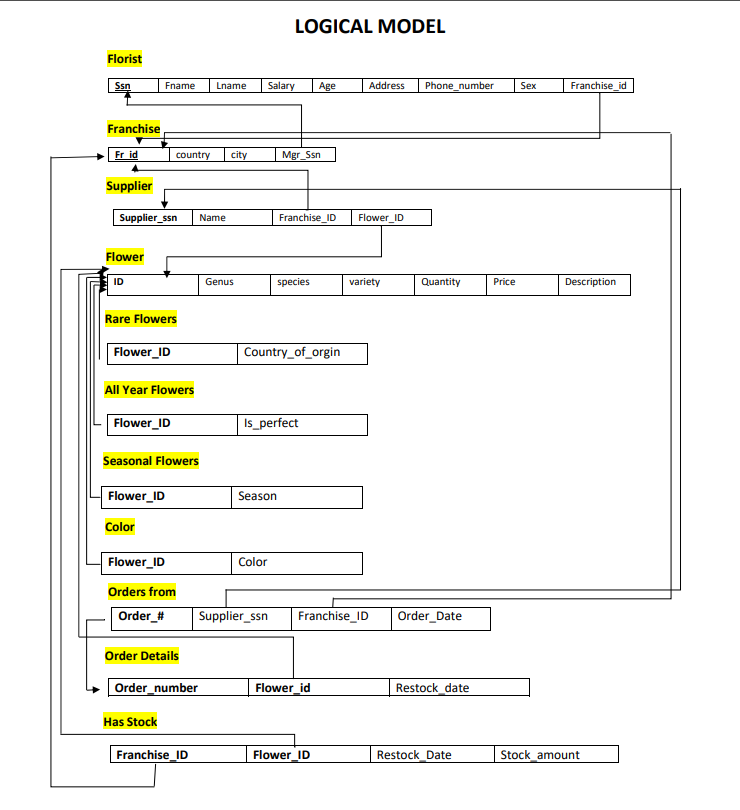 LOGICAL MODEL
Florist
Ssn Fname Lname Salary Age Address Phone_number Sex Franchise_id
Franchise
Fr_id country city Mgr_Ssn
Supplier
Supplier_ssn Name Franchise_ID Flower_ID
Flower
ID Genus species variety Quantity Price Description
Rare Flowers
Flower_ID Country_of_orgin
All Year Flowers
Flower_ID Is_perfect
Seasonal Flowers
Flower_ID Season
Color
Flower_ID Color
Orders from
Order_# Supplier_ssn Franchise_ID Order_Date
Order Details
Order_number Flower_id Restock_date
Has Stock
Franchise_ID Flower_ID Restock_Date Stock_amount